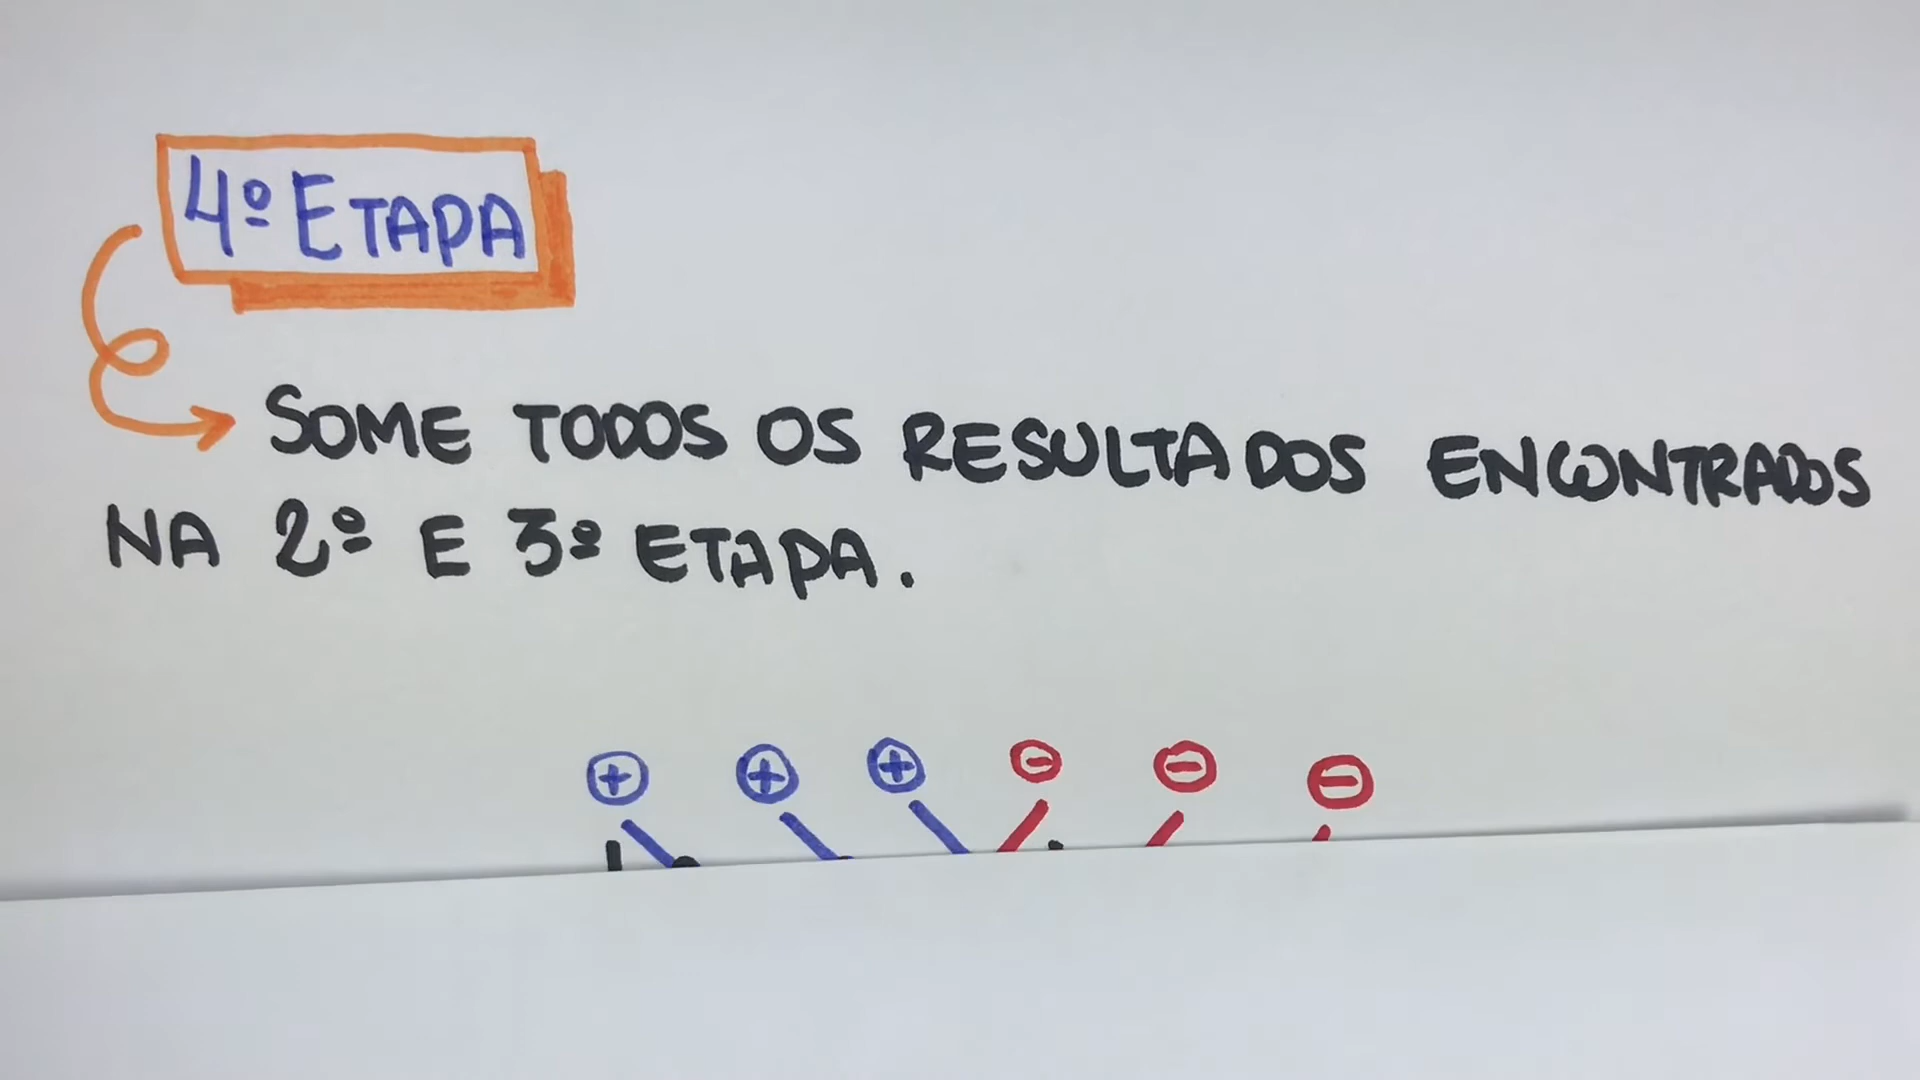 4º ETAPA
SOME TODOS OS RESULTADOS ENCONTRADOS
NA 2º E 3º ETAPA.
+ + + - - -